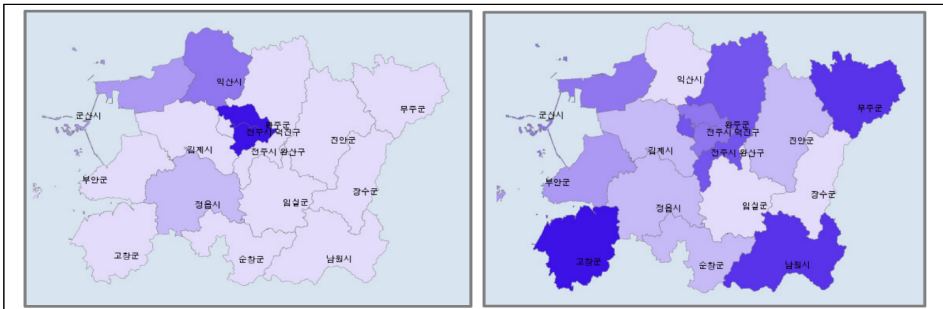 익산시
무주군
군산시
완주군
전주시 덕진구
진안군
김제시
전주시 완산구
부안군
장수군
정읍시
임실군
고창군
순창군
남원시
익산시
무주군
군산시
완주군
전주시 덕진구
진안군
김제시
전주시 완산구
부안군
장수군
정읍시
임실군
고창군
순창군
남원시